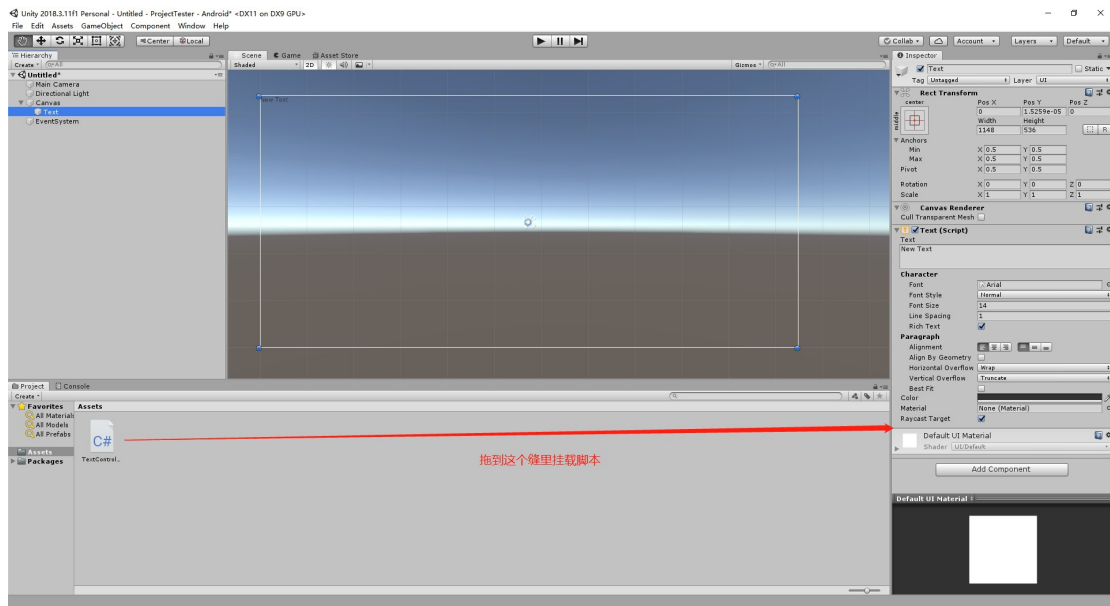 Unity 2018.3.11f1 Personal - Untitled - ProjectTester - Android* <DX11 on DX9 GPU>
File Edit Assets GameObject Component Window Help
Center Local
Collab Account Layers Default
Hierarchy
Create All
Untitled*
Main Camera
Directional Light
Canvas
Text
EventSystem
Scene Game Asset Store
Shaded 2D Gizmos All
New Text
Inspector
Text Static
Tag Untagged Layer UI
Rect Transform
center Pos X Pos Y Pos Z
0 1.5259e-05 0
middle Width Height
1148 536 R
Anchors
Min X 0.5 Y 0.5
Max X 0.5 Y 0.5
Pivot X 0.5 Y 0.5
Rotation X 0 Y 0 Z 0
Scale X 1 Y 1 Z 1
Canvas Renderer
Cull Transparent Mesh
Text (Script)
Text
New Text
Character
Font Arial
Font Style Normal
Font Size 14
Line Spacing 1
Rich Text
Paragraph
Alignment
Align By Geometry
Horizontal Overflow Wrap
Vertical Overflow Truncate
Best Fit
Color
Material None (Material)
Raycast Target
Default UI Material
Shader UI/Default
Add Component
Default UI Material
Project Console
Create
Favorites
All Materials
All Models
All Prefabs
Assets
Packages
Assets
C#
TextControl...
拖到这个缝里挂载脚本